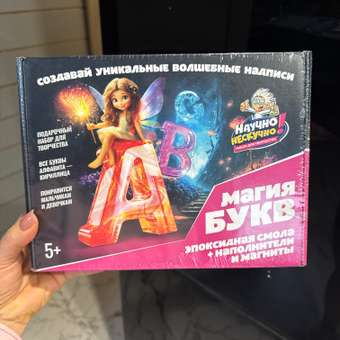 СОЗДАВАЙ УНИКАЛЬНЫЕ ВОЛШЕБНЫЕ НАДПИСИ
ПОДАРОЧНЫЙ
НАБОР ДЛЯ
ТВОРЧЕСТВА
ВСЕ БУКВЫ
АЛФАВИТА -
КИРИЛЛИЦА
ПОНРАВИТСЯ
МАЛЬЧИКАМ
И ДЕВОЧКАМ
5+
А
В
НАУЧНО
НЕСКУЧНО!
МАГИЯ
БУКВ
ЭПОКСИДНАЯ СМОЛА
+ НАПОЛНИТЕЛИ
И МАГНИТЫ